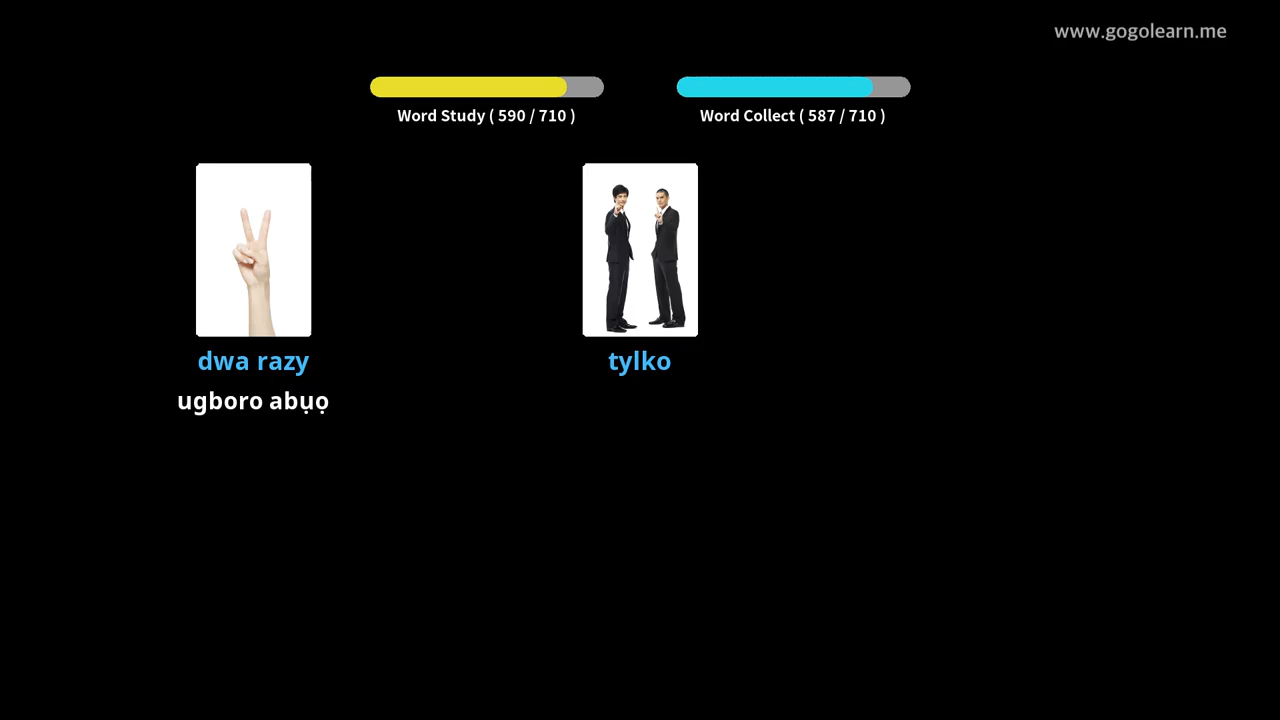 www.gogolearn.me
Word Study ( 590 / 710 )
Word Collect ( 587 / 710 )
dwa razy
tylko
ugboro abụọ